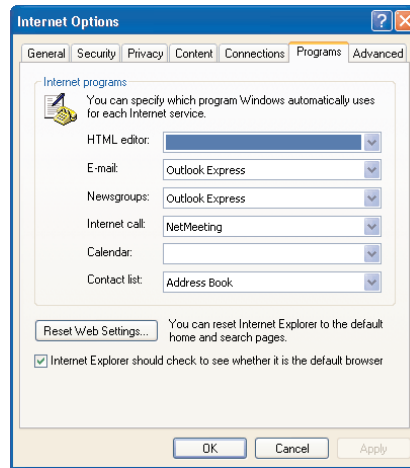 Internet Options
General Security Privacy Content Connections Programs Advanced
Internet programs
You can specify which program Windows automatically uses
for each Internet service.
HTML editor:
E-mail: Outlook Express
Newsgroups: Outlook Express
Internet call: NetMeeting
Calendar:
Contact list: Address Book
Reset Web Settings... You can reset Internet Explorer to the default
home and search pages.
Internet Explorer should check to see whether it is the default browser
OK Cancel Apply